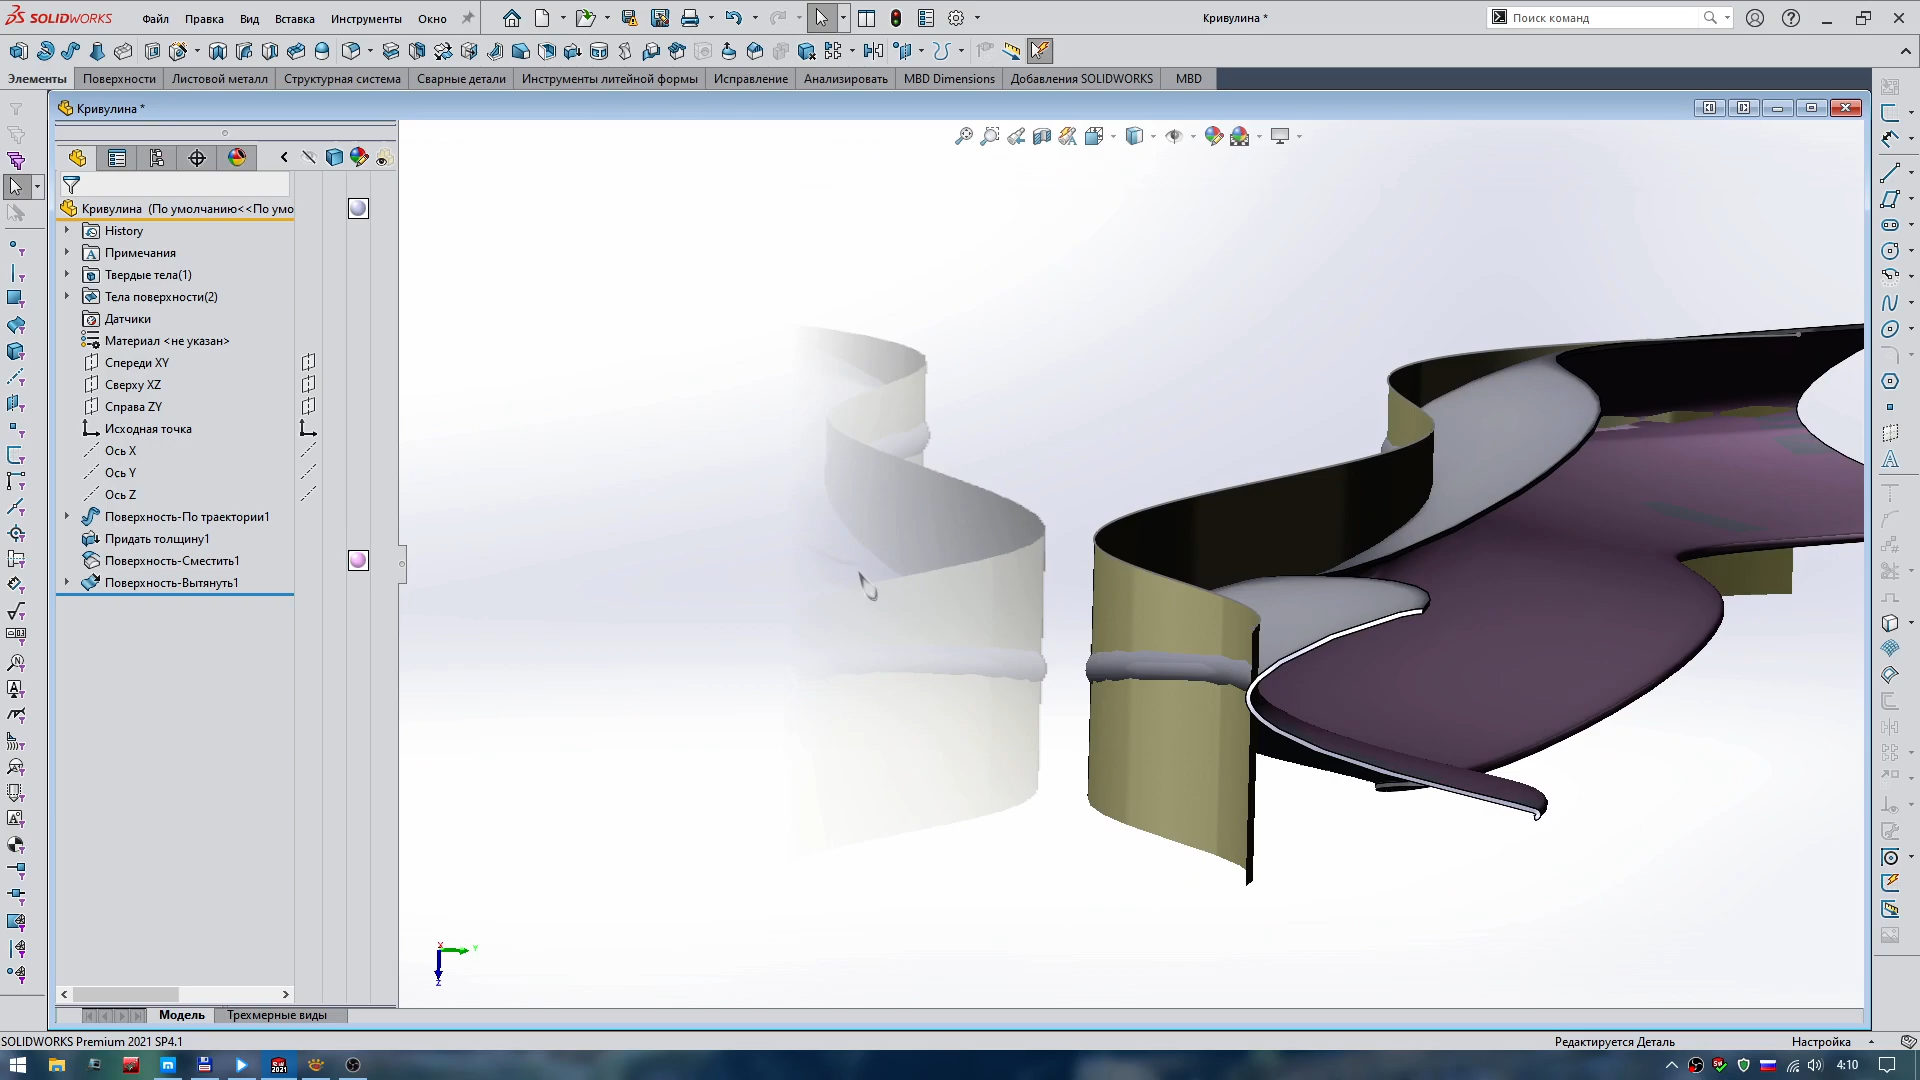 SOLIDWORKS
Файл
Правка
Вид
Вставка
Инструменты
Окно
Кривулина *
Поиск команд
Элементы
Поверхности
Листовой металл
Структурная система
Сварные детали
Инструменты литейной формы
Исправление
Анализировать
MBD Dimensions
Добавления SOLIDWORKS
MBD
Кривулина *
Кривулина (По умолчанию<<По умо
History
Примечания
Твердые тела(1)
Тела поверхности(2)
Датчики
Материал <не указан>
Спереди XY
Сверху XZ
Справа ZY
Исходная точка
Ось X
Ось Y
Ось Z
Поверхность-По траектории1
Придать толщину1
Поверхность-Сместить1
Поверхность-Вытянуть1
X
Y
Z
Модель
Трехмерные виды
SOLIDWORKS Premium 2021 SP4.1
Редактируется Деталь
Настройка
4:10